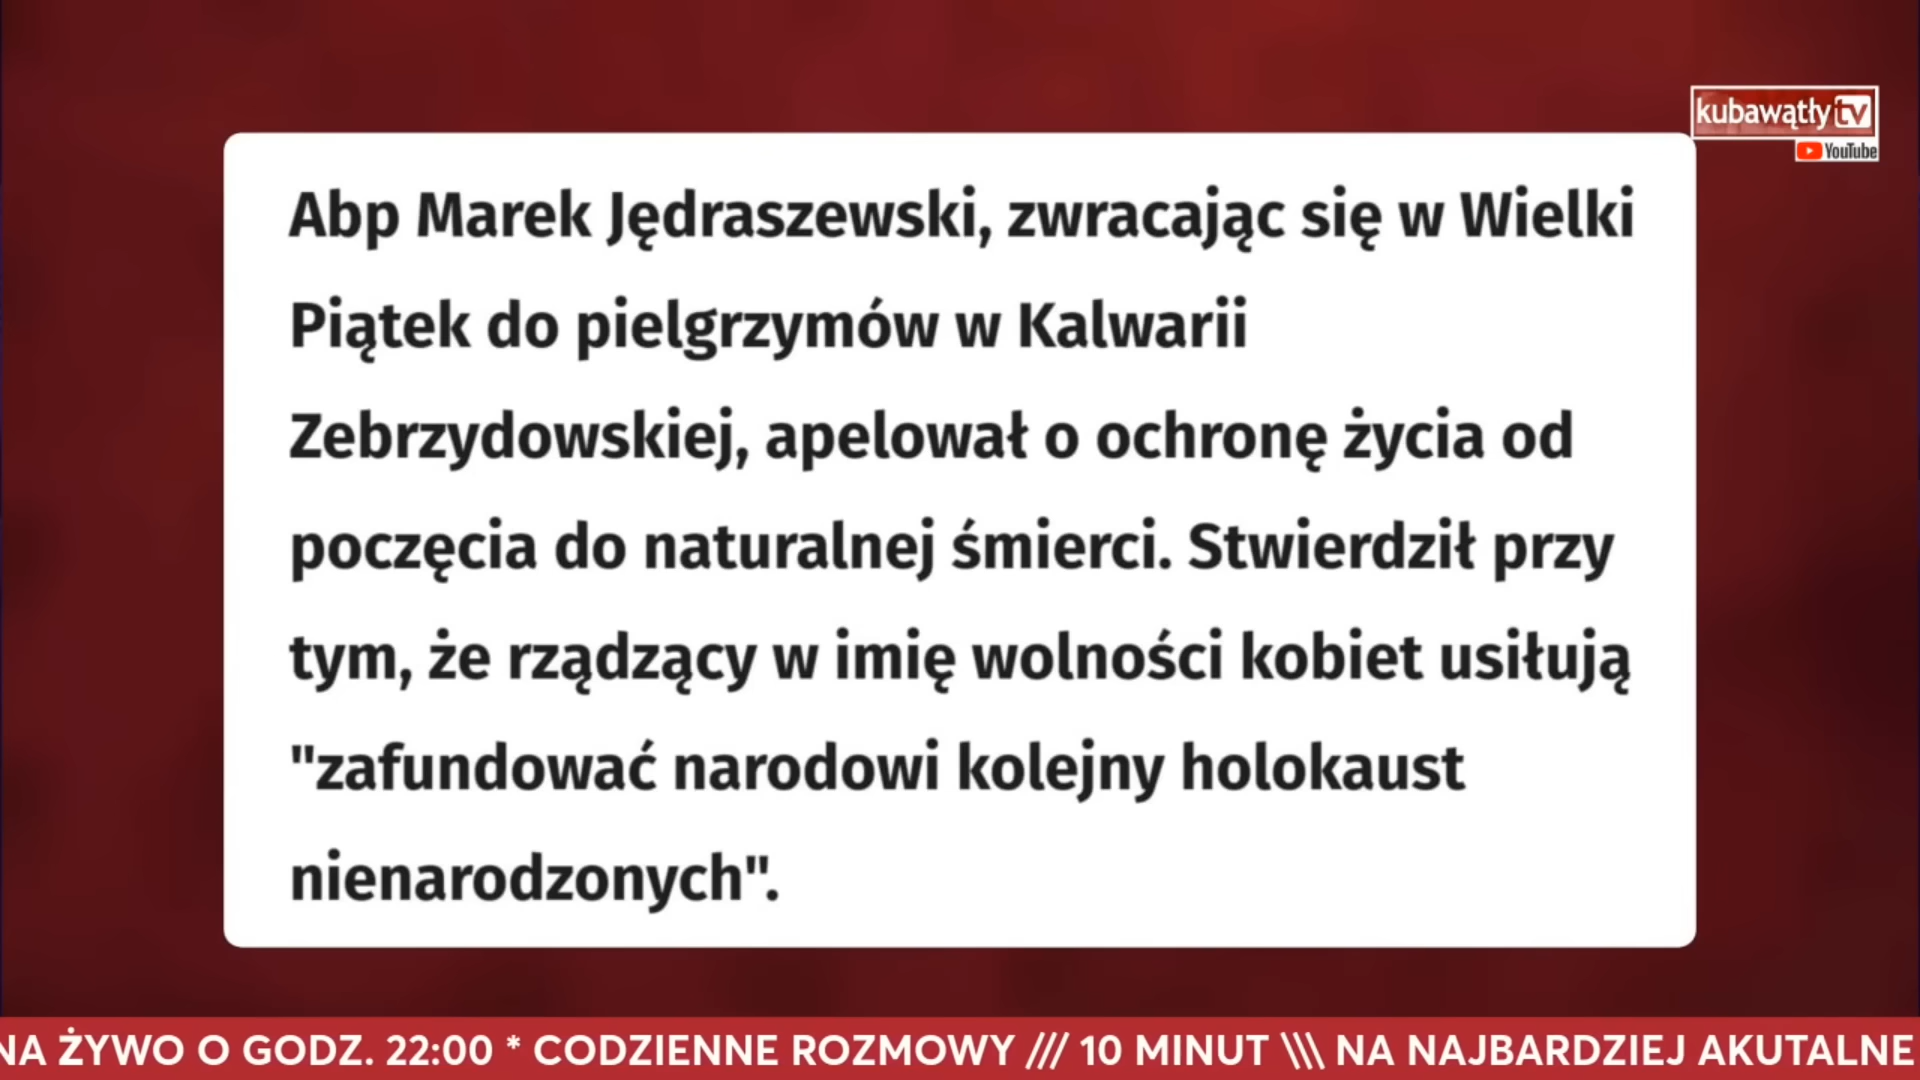 kubawątły tv
YouTube
Abp Marek Jędraszewski, zwracając się w Wielki
Piątek do pielgrzymów w Kalwarii
Zebrzydowskiej, apelował o ochronę życia od
poczęcia do naturalnej śmierci. Stwierdził przy
tym, że rządzący w imię wolności kobiet usiłują
"zafundować narodowi kolejny holokaust
nienarodzonych".
NA ŻYWO O GODZ. 22:00 * CODZIENNE ROZMOWY /// 10 MINUT \\\ NA NAJBARDZIEJ AKUTALNE